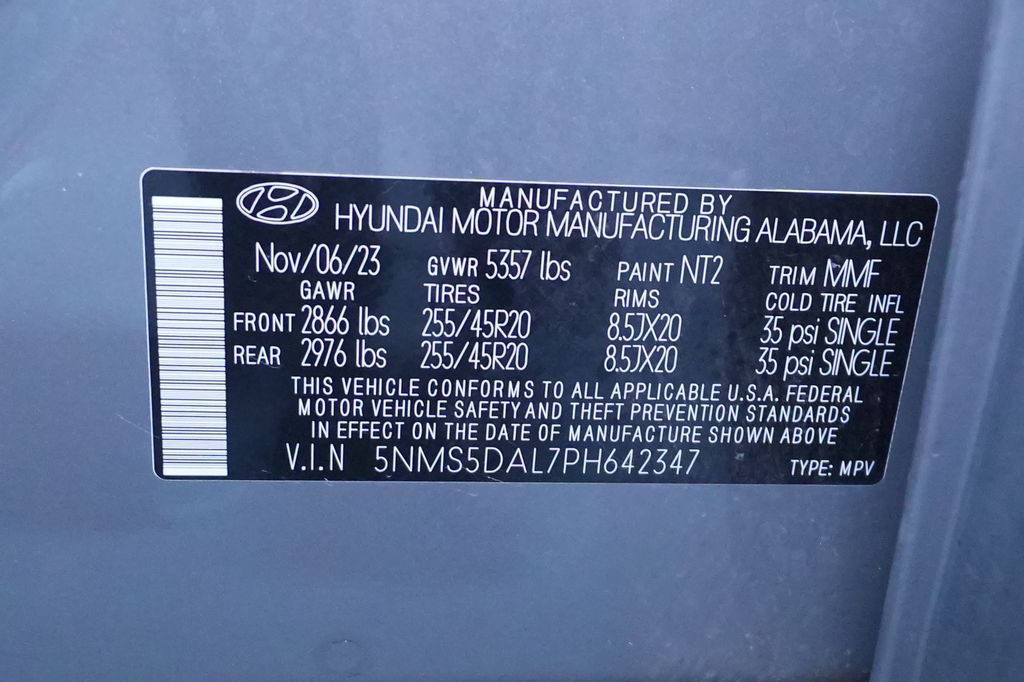 MANUFACTURED BY
HYUNDAI MOTOR MANUFACTURING ALABAMA, LLC
Nov/06/23 GVWR 5357 lbs PAINT NT2 TRIM MMF
GAWR TIRES RIMS COLD TIRE INFL
FRONT 2866 lbs 255/45R20 8.5JX20 35 psi SINGLE
REAR 2976 lbs 255/45R20 8.5JX20 35 psi SINGLE
THIS VEHICLE CONFORMS TO ALL APPLICABLE U.S.A. FEDERAL
MOTOR VEHICLE SAFETY AND THEFT PREVENTION STANDARDS
IN EFFECT ON THE DATE OF MANUFACTURE SHOWN ABOVE
V.I.N 5NMS5DAL7PH642347 TYPE: MPV